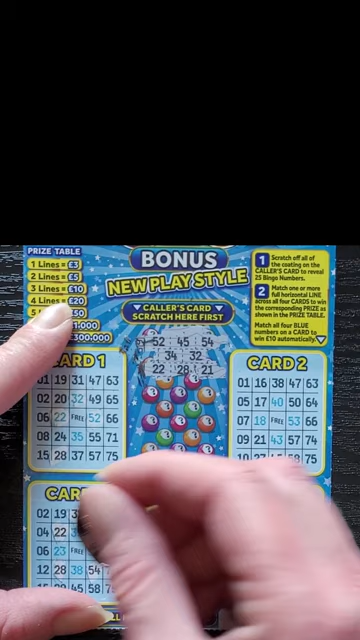 PRIZE TABLE
1 Lines = £3
2 Lines = £5
3 Lines = £10
4 Lines = £20
BONUS
NEW PLAY STYLE
CALLER'S CARD
SCRATCH HERE FIRST
1 Scratch off all of
the coating on the
CALLER'S CARD to reveal
25 Bingo Numbers.
2 Match one or more
full horizontal LINE
across all four CARDS to win
the corresponding PRIZE as
shown in the PRIZE TABLE.
Match all four BLUE
numbers on a CARD to
win £10 automatically
52 45 54
34 32
22 28 21
CARD 1
01 19 31 47 63
02 20 32 49 65
06 22 FREE 52 66
08 24 35 55 71
15 28 37 57 75
CARD 2
01 16 38 47 63
05 17 40 50 64
07 18 FREE 53 66
09 21 43 57 74
58 75
02 19
04 22
06 23 FREE
12 28 38 54
45 58